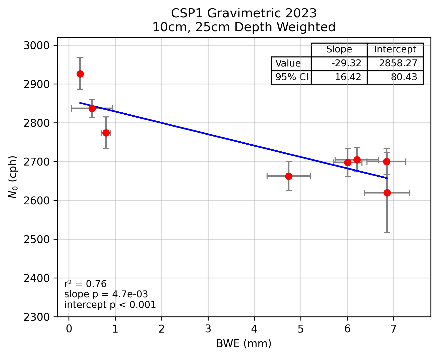 CSP1 Gravimetric 2023
10cm, 25cm Depth Weighted
Slope Intercept
Value -29.32 2858.27
95% CI 16.42 80.43
3000
2900
2800
2700
2600
2500
2400
2300
N₀ (cph)
r² = 0.76
slope p = 4.7e-03
intercept p < 0.001
0 1 2 3 4 5 6 7
BWE (mm)